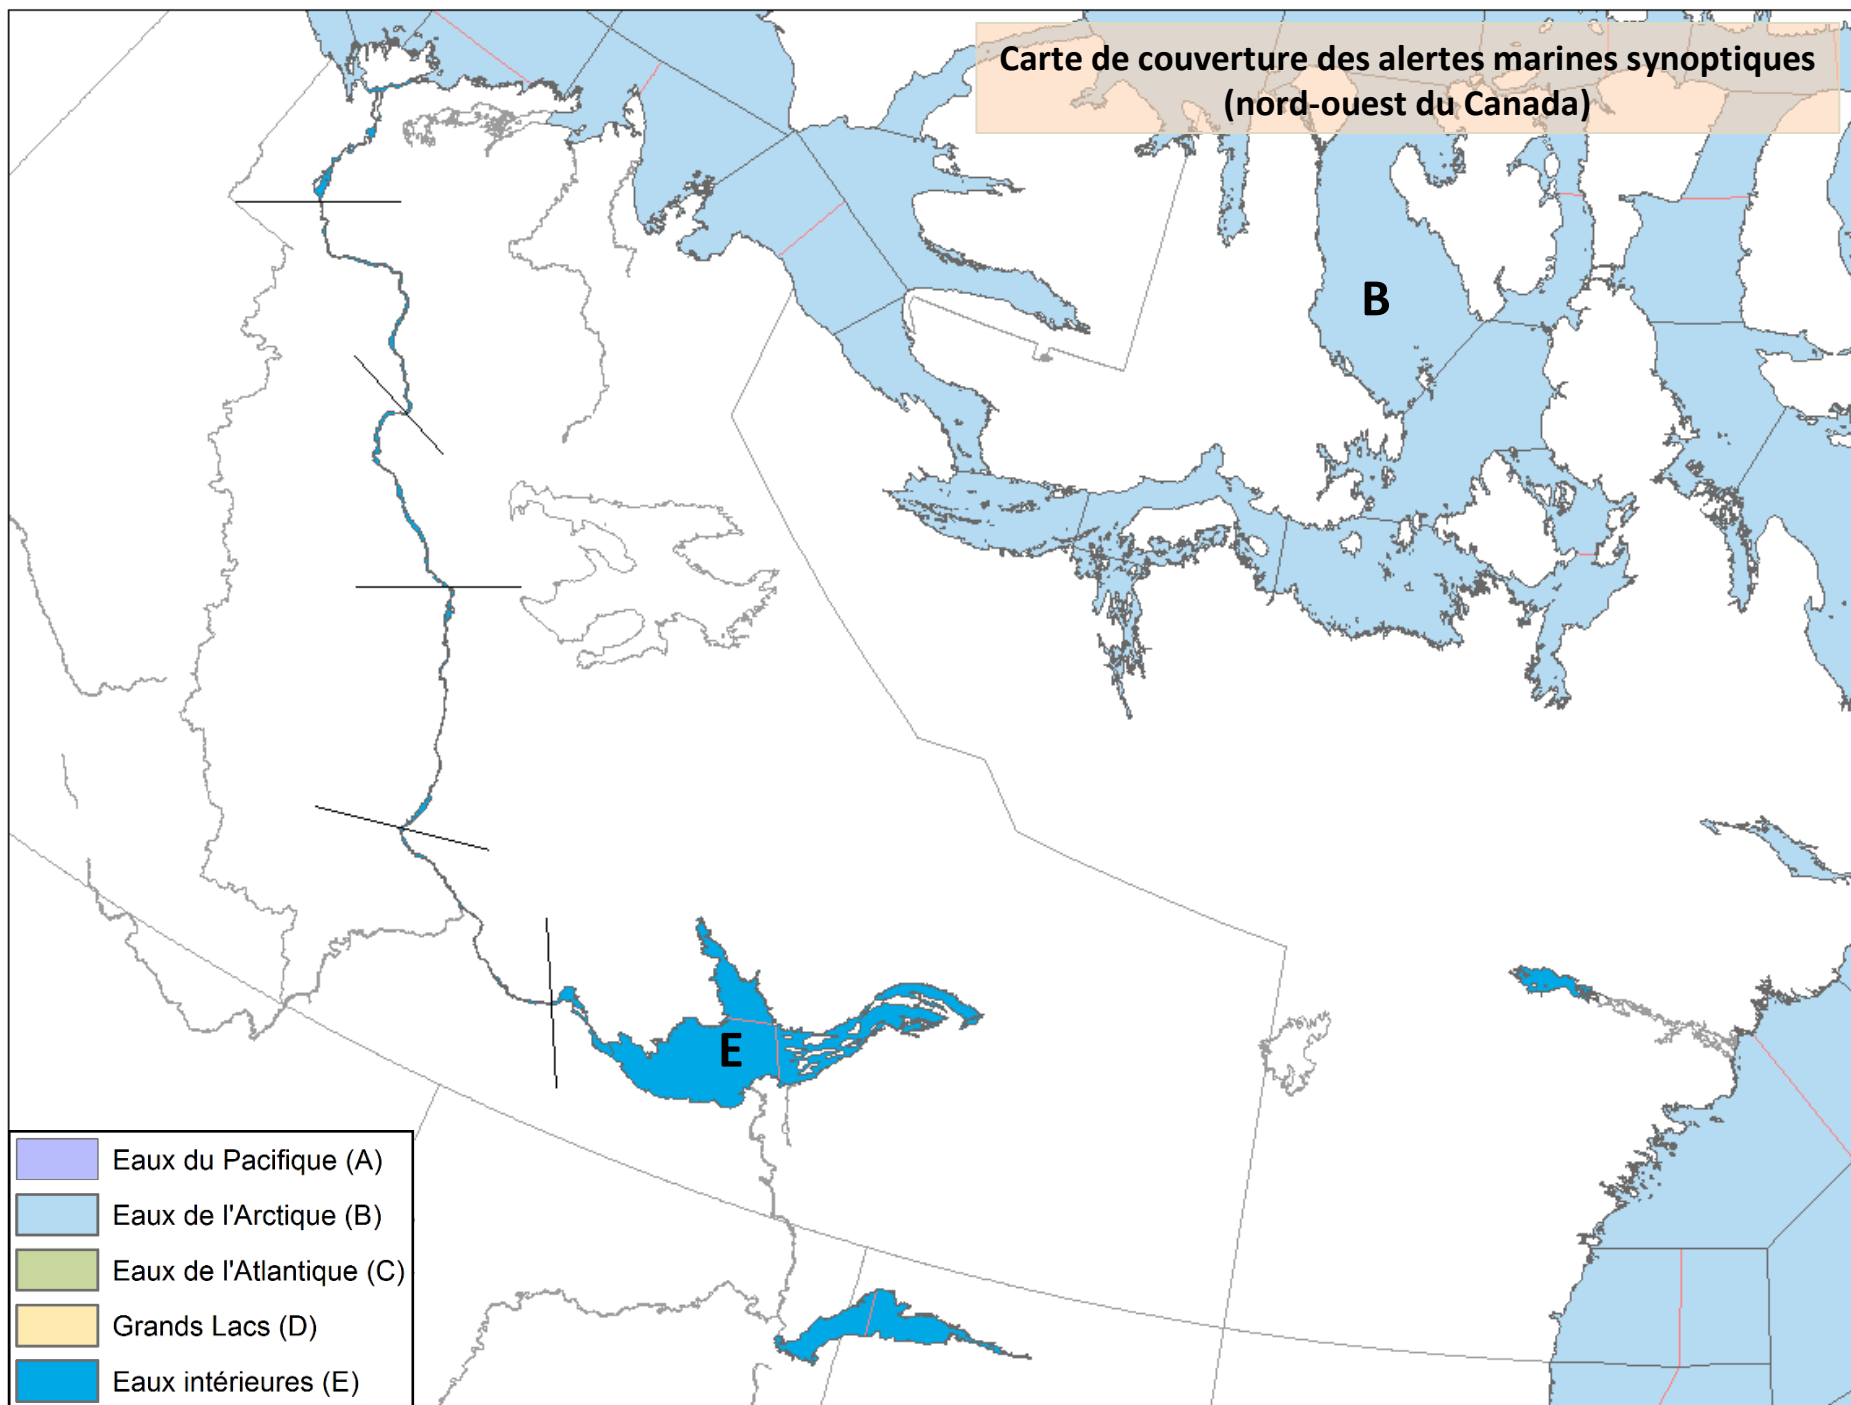 Carte de couverture des alertes marines synoptiques
(nord-ouest du Canada)
B
E
Eaux du Pacifique (A)
Eaux de l'Arctique (B)
Eaux de l'Atlantique (C)
Grands Lacs (D)
Eaux intérieures (E)